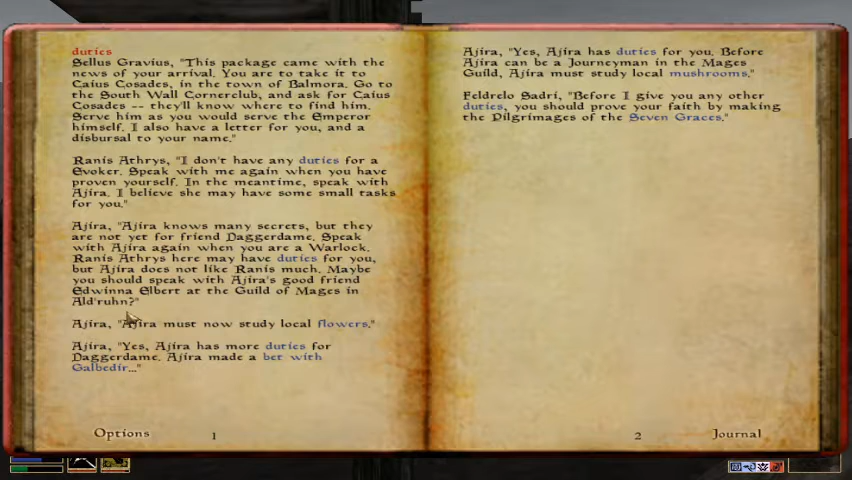 duties
Sellus Gravius, "This package came with the
news of your arrival. You are to take it to
Caius Cosades, in the town of Balmora. Go to
the South Wall Cornerclub, and ask for Caius
Cosades -- they'll know where to find him.
Serve him as you would serve the Emperor
himself. I also have a letter for you, and a
disbursal to your name."
Ranis Athrys, "I don't have any duties for a
Evoker. Speak with me again when you have
proven yourself. In the meantime, speak with
Ajira. I believe she may have some small tasks
for you."
Ajira, "Ajira knows many secrets, but they
are not yet for friend Daggerdame. Speak
with Ajira again when you are a Warlock.
Ranis Athrys here may have duties for you,
but Ajira does not like Ranis much. Maybe
you should speak with Ajira's good friend
Edwinna Elbert at the Guild of Mages in
Ald'ruhn?"
Ajira, "Ajira must now study local flowers."
Ajira, "Yes, Ajira has more duties for
Daggerdame. Ajira made a bet with
Galbedir..."
Options
1
Ajira, "Yes, Ajira has duties for you. Before
Ajira can be a Journeyman in the Mages
Guild, Ajira must study local mushrooms."
Feldrelo Sadri, "Before I give you any other
duties, you should prove your faith by making
the Pilgrimages of the Seven Graces."
2
Journal